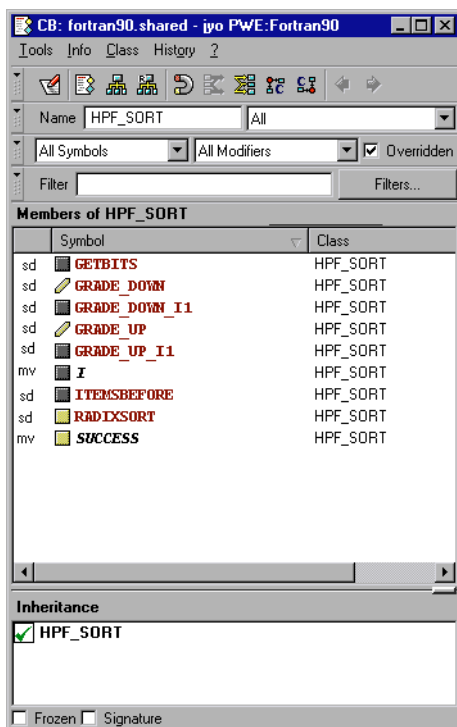 CB: fortran90.shared - jyo PWE:Fortran90
Tools Info Class History ?
Name HPF_SORT All
All Symbols All Modifiers Overridden
Filter Filters...
Members of HPF_SORT
Symbol Class
sd GETBITS HPF_SORT
sd GRADE_DOWN HPF_SORT
sd GRADE_DOWN_I1 HPF_SORT
sd GRADE_UP HPF_SORT
sd GRADE_UP_I1 HPF_SORT
mv I HPF_SORT
sd ITEMSBEFORE HPF_SORT
sd RADIXSORT HPF_SORT
mv SUCCESS HPF_SORT
Inheritance
HPF_SORT
Frozen Signature